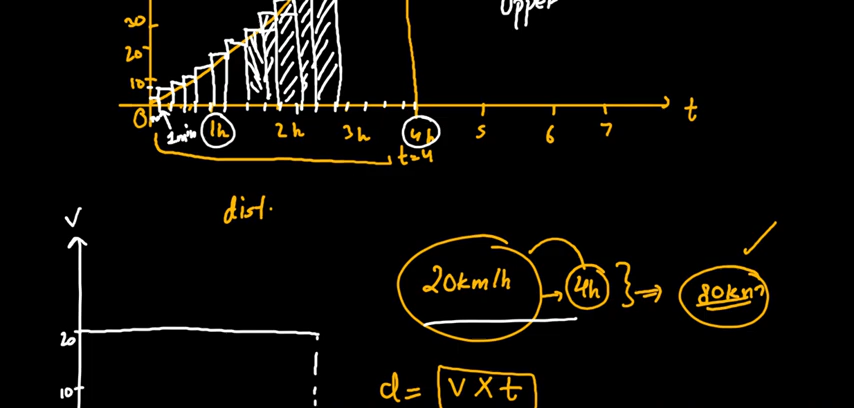 Upper
30
20
10
0
1min 1h 2h 3h 4h 5 6 7 t
t=4
dist.
V
20km/h → 4h } ⇒ 80km
20
10
d = V X t